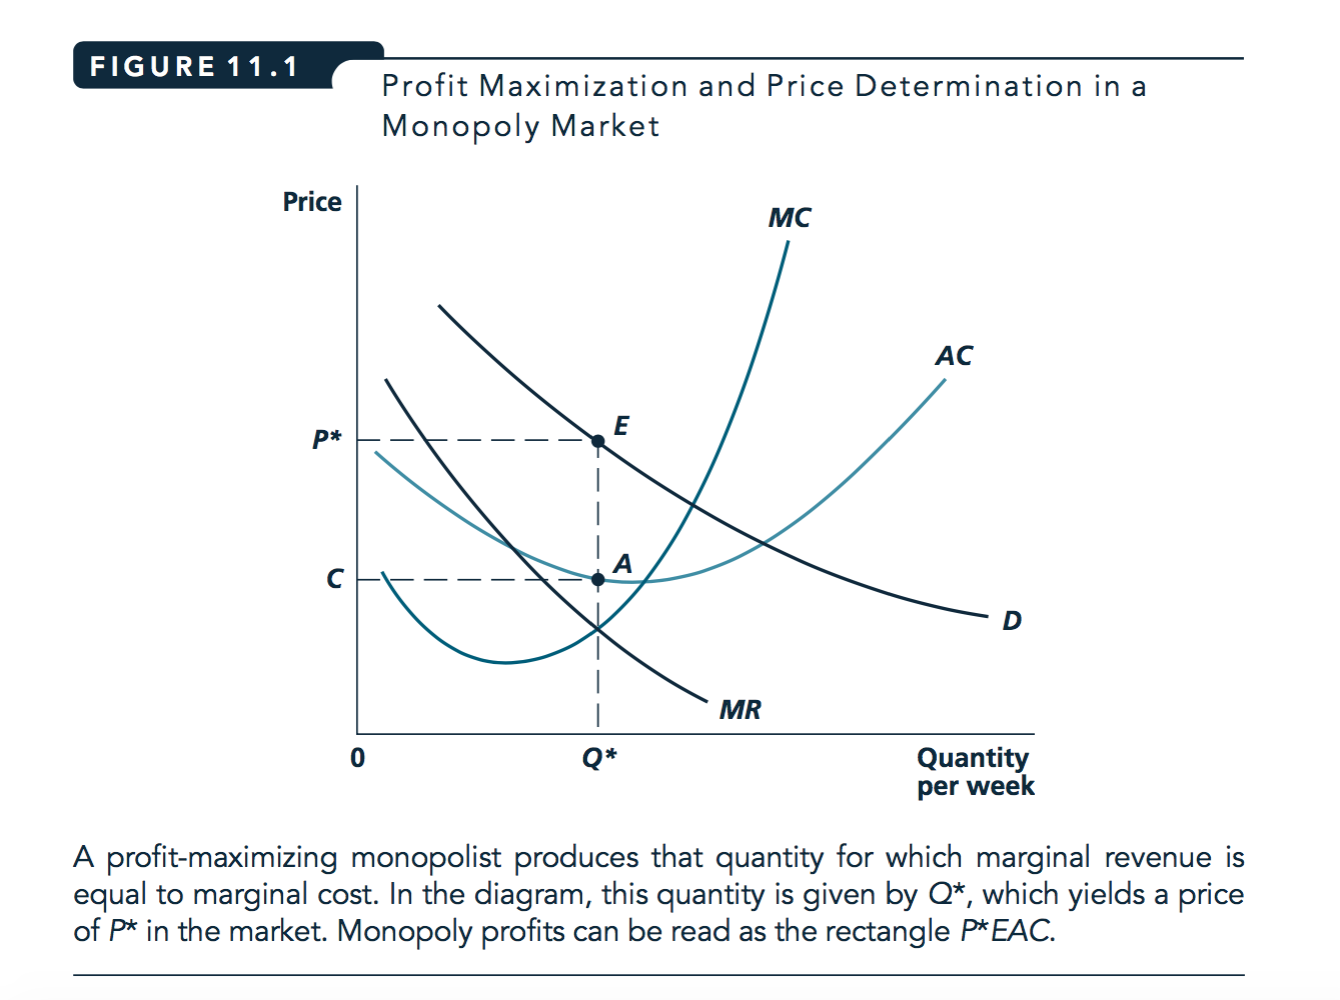 FIGURE 11.1
Profit Maximization and Price Determination in a
Monopoly Market
Price
MC
AC
P*
E
C
A
D
MR
0
Q*
Quantity
per week
A profit-maximizing monopolist produces that quantity for which marginal revenue is
equal to marginal cost. In the diagram, this quantity is given by Q*, which yields a price
of P* in the market. Monopoly profits can be read as the rectangle P*EAC.